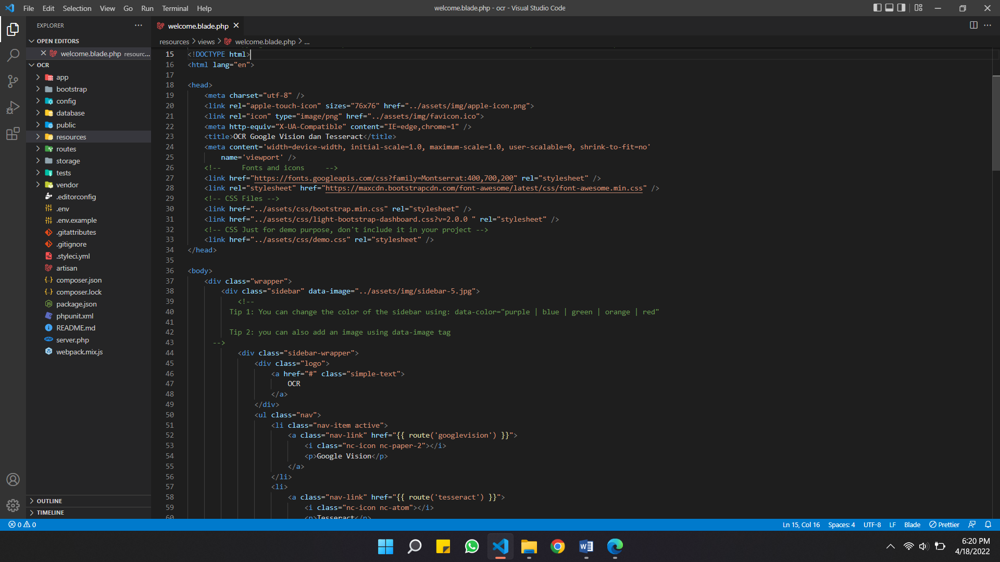 File Edit Selection View Go Run Terminal Help
welcome.blade.php - ocr - Visual Studio Code
EXPLORER
OPEN EDITORS
welcome.blade.php resourc...
OCR
app
bootstrap
config
database
public
resources
routes
storage
tests
vendor
.editorconfig
.env
.env.example
.gitattributes
.gitignore
.styleci.yml
artisan
composer.json
composer.lock
package.json
phpunit.xml
README.md
server.php
webpack.mix.js
OUTLINE
TIMELINE
welcome.blade.php
resources > views > welcome.blade.php > ...
15 <!DOCTYPE html>
16 <html lang="en">
17
18 <head>
19 <meta charset="utf-8" />
20 <link rel="apple-touch-icon" sizes="76x76" href="../assets/img/apple-icon.png">
21 <link rel="icon" type="image/png" href="../assets/img/favicon.ico">
22 <meta http-equiv="X-UA-Compatible" content="IE=edge,chrome=1" />
23 <title>OCR Google Vision dan Tesseract</title>
24 <meta content='width=device-width, initial-scale=1.0, maximum-scale=1.0, user-scalable=0, shrink-to-fit=no'
25 name='viewport' />
26 <!--     Fonts and icons     -->
27 <link href="https://fonts.googleapis.com/css?family=Montserrat:400,700,200" rel="stylesheet" />
28 <link rel="stylesheet" href="https://maxcdn.bootstrapcdn.com/font-awesome/latest/css/font-awesome.min.css" />
29 <!-- CSS Files -->
30 <link href="../assets/css/bootstrap.min.css" rel="stylesheet" />
31 <link href="../assets/css/light-bootstrap-dashboard.css?v=2.0.0 " rel="stylesheet" />
32 <!-- CSS Just for demo purpose, don't include it in your project -->
33 <link href="../assets/css/demo.css" rel="stylesheet" />
34 </head>
35
36 <body>
37 <div class="wrapper">
38 <div class="sidebar" data-image="../assets/img/sidebar-5.jpg">
39 <!--
40 Tip 1: You can change the color of the sidebar using: data-color="purple | blue | green | orange | red"
41
42 Tip 2: you can also add an image using data-image tag
43 -->
44 <div class="sidebar-wrapper">
45 <div class="logo">
46 <a href="#" class="simple-text">
47 OCR
48 </a>
49 </div>
50 <ul class="nav">
51 <li class="nav-item active">
52 <a class="nav-link" href="{{ route('googlevision') }}">
53 <i class="nc-icon nc-paper-2"></i>
54 <p>Google Vision</p>
55 </a>
56 </li>
57 <li>
58 <a class="nav-link" href="{{ route('tesseract') }}">
59 <i class="nc-icon nc-atom"></i>
60 <p>Tesseract</p>
0 0
Ln 15, Col 16 Spaces: 4 UTF-8 LF Blade Prettier
6:20 PM
4/18/2022